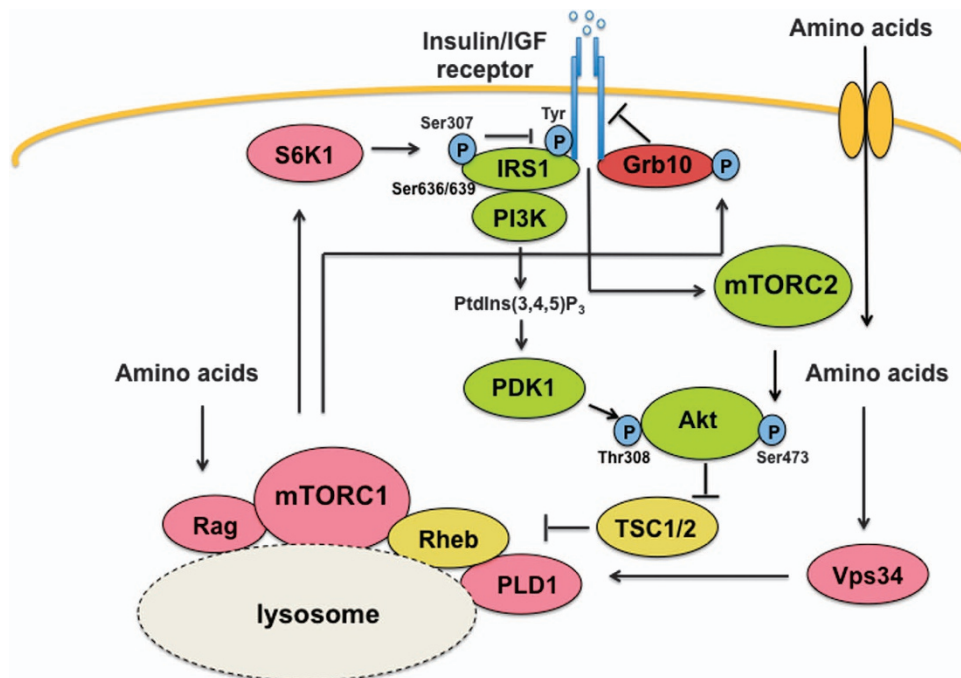 Insulin/IGF
receptor
Amino acids
Ser307
Tyr
S6K1
P
P
IRS1
Grb10
P
Ser636/639
PI3K
mTORC2
PtdIns(3,4,5)P₃
Amino acids
PDK1
Amino acids
Akt
P
P
Thr308
Ser473
mTORC1
Rag
Rheb
TSC1/2
PLD1
Vps34
lysosome